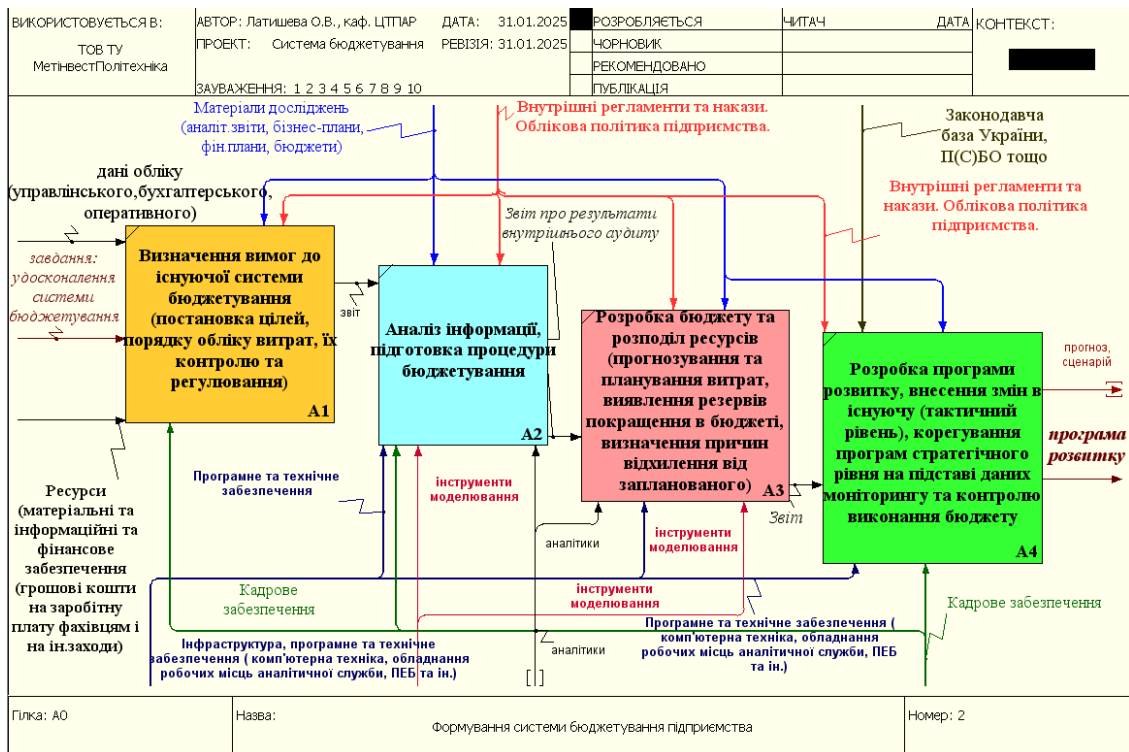 ВИКОРИСТОВУЄТЬСЯ В:
ТОВ ТУ
МетінвестПолітехніка
АВТОР: Латишева О.В., каф. ЦТПАР
ДАТА: 31.01.2025
ПРОЕКТ: Система бюджетування
РЕВІЗІЯ: 31.01.2025
ЗАУВАЖЕННЯ: 1 2 3 4 5 6 7 8 9 10
РОЗРОБЛЯЄТЬСЯ
ЧОРНОВИК
РЕКОМЕНДОВАНО
ПУБЛІКАЦІЯ
ЧИТАЧ
ДАТА
КОНТЕКСТ:
Матеріали досліджень
(аналіт.звіти, бізнес-плани,
фін.плани, бюджети)
Внутрішні регламенти та накази.
Облікова політика підприємства.
Законодавча
база України,
П(С)БО тощо
дані обліку
(управлінського,бухгалтерського,
оперативного)
Звіт про результати
внутрішнього аудиту
Внутрішні регламенти та
накази. Облікова політика
підприємства.
завдання:
удосконалення
системи
бюджетування
Визначення вимог до
існуючої системи
бюджетування
(постановка цілей,
порядку обліку витрат, їх
контролю та
регулювання)
A1
звіт
Аналіз інформації,
підготовка процедури
бюджетування
A2
Розробка бюджету та
розподіл ресурсів
(прогнозування та
планування витрат,
виявлення резервів
покращення в бюджеті,
визначення причин
відхилення від
запланованого)
A3
Звіт
Розробка програми
розвитку, внесення змін в
існуючу (тактичний
рівень), корегування
програм стратегічного
рівня на підставі даних
моніторингу та контролю
виконання бюджету
A4
прогноз,
сценарій
програма
розвитку
Ресурси
(матеріальні та
інформаційні та
фінансове
забезпечення
(грошові кошти
на заробітну
плату фахівцям і
на ін.заходи)
Програмне та технічне
забезпечення
інструменти
моделювання
аналітики
інструменти
моделювання
Кадрове
забезпечення
інструменти
моделювання
Кадрове забезпечення
Інфраструктура, програмне та технічне
забезпечення ( комп'ютерна техніка, обладнання
робочих місць аналітичної служби, ПЕБ та ін.)
аналітики
Програмне та технічне забезпечення (
комп'ютерна техніка, обладнання
робочих місць аналітичної служби, ПЕБ
та ін.)
Гілка: A0
Назва:
Формування системи бюджетування підприємства
Номер: 2